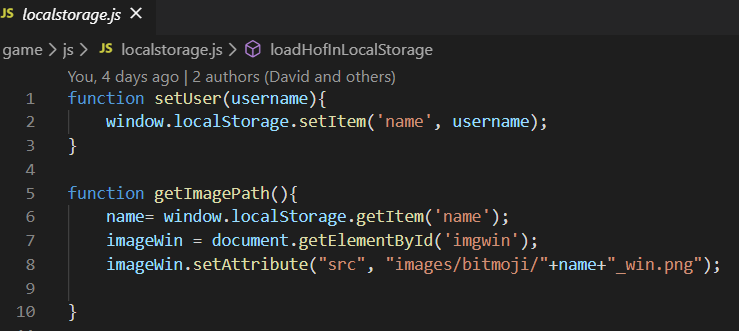 JS localstorage.js ×
game > js > JS localstorage.js > loadHofInLocalStorage
You, 4 days ago | 2 authors (David and others)
1 function setUser(username){
2 window.localStorage.setItem('name', username);
3 }
4
5 function getImagePath(){
6 name= window.localStorage.getItem('name');
7 imageWin = document.getElementById('imgwin');
8 imageWin.setAttribute("src", "images/bitmoji/"+name+"_win.png");
9
10 }